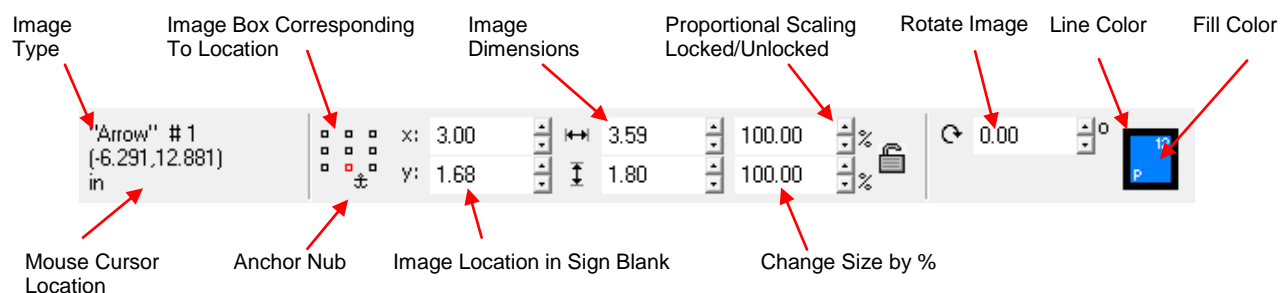 Image Type
Image Box Corresponding To Location
Image Dimensions
Proportional Scaling Locked/Unlocked
Rotate Image
Line Color
Fill Color
"Arrow" # 1
(-6.291,12.881)
in
x: 3.00 3.59 100.00 % 0.00 °
y: 1.68 1.80 100.00 %
P
Mouse Cursor Location
Anchor Nub
Image Location in Sign Blank
Change Size by %